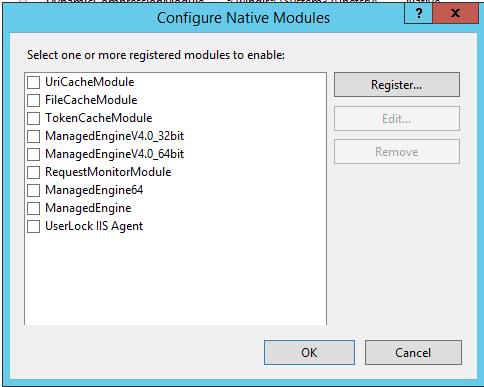 Configure Native Modules
?
x
Select one or more registered modules to enable:
UriCacheModule
FileCacheModule
TokenCacheModule
ManagedEngineV4.0_32bit
ManagedEngineV4.0_64bit
RequestMonitorModule
ManagedEngine64
ManagedEngine
UserLock IIS Agent
Register...
Edit...
Remove
OK
Cancel